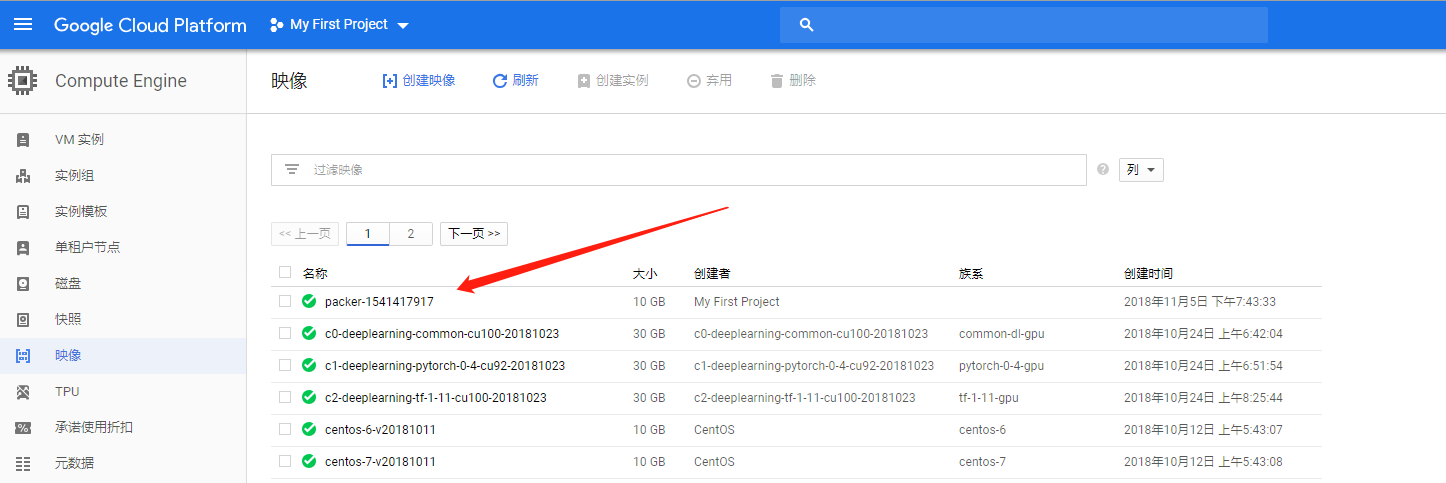 Google Cloud Platform My First Project
Compute Engine
映像 创建映像 刷新 创建实例 弃用 删除
VM 实例
实例组
实例模板
单租户节点
磁盘
快照
映像
TPU
承诺使用折扣
元数据
过滤映像 ? 列
<< 上一页 1 2 下一页 >>
名称 大小 创建者 族系 创建时间
packer-1541417917 10 GB My First Project 2018年11月5日 下午7:43:33
c0-deeplearning-common-cu100-20181023 30 GB c0-deeplearning-common-cu100-20181023 common-dl-gpu 2018年10月24日 上午6:42:04
c1-deeplearning-pytorch-0-4-cu92-20181023 30 GB c1-deeplearning-pytorch-0-4-cu92-20181023 pytorch-0-4-gpu 2018年10月24日 上午6:51:54
c2-deeplearning-tf-1-11-cu100-20181023 30 GB c2-deeplearning-tf-1-11-cu100-20181023 tf-1-11-gpu 2018年10月24日 上午8:25:44
centos-6-v20181011 10 GB CentOS centos-6 2018年10月12日 上午5:43:07
centos-7-v20181011 10 GB CentOS centos-7 2018年10月12日 上午5:43:08